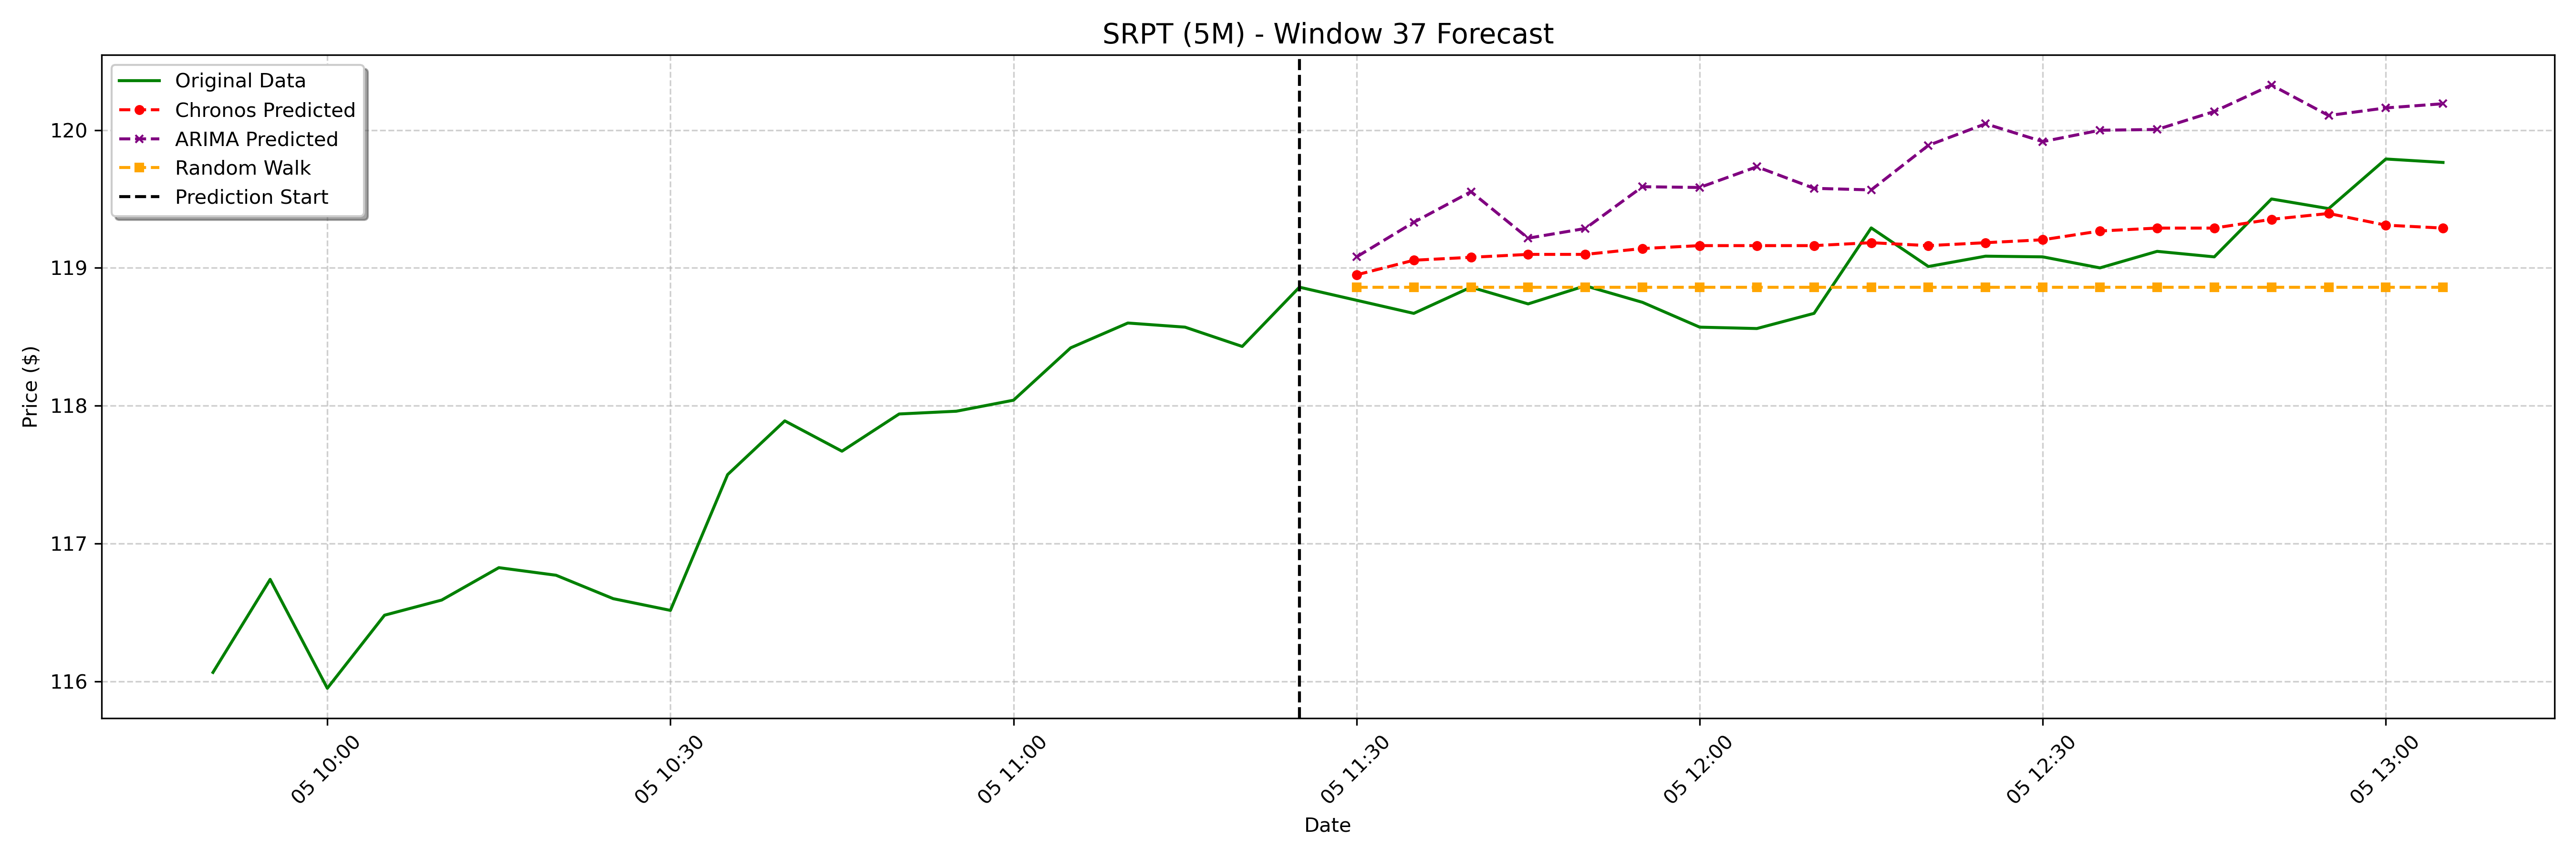 SRPT (5M) - Window 37 Forecast
Original Data
Chronos Predicted
ARIMA Predicted
Random Walk
Prediction Start
Price ($)
120
119
118
117
116
05 10:00
05 10:30
05 11:00
05 11:30
05 12:00
05 12:30
05 13:00
Date